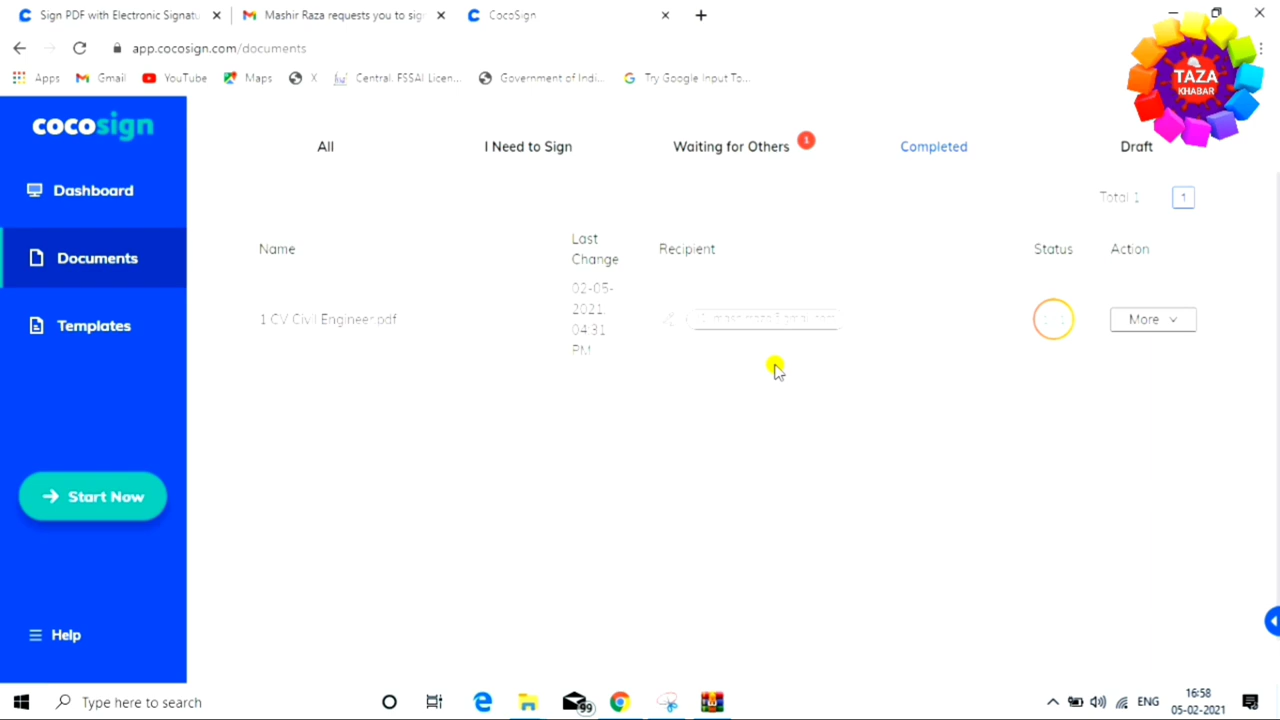 Sign PDF with Electronic Signatu
Mashir Raza requests you to sig
CocoSign
app.cocosign.com/documents
Apps
Gmail
YouTube
Maps
X
Central. FSSAI Licen...
Government of Indi...
Try Google Input To...
TAZA
KHABAR
cocosign
Dashboard
Documents
Templates
Start Now
Help
All
I Need to Sign
Waiting for Others
1
Completed
Draft
Total 1
1
Name
Last
Change
Recipient
Status
Action
1 CV Civil Engineer.pdf
02-05-
2021,
04:31
PM
More
Type here to search
99
ENG
16:58
05-02-2021